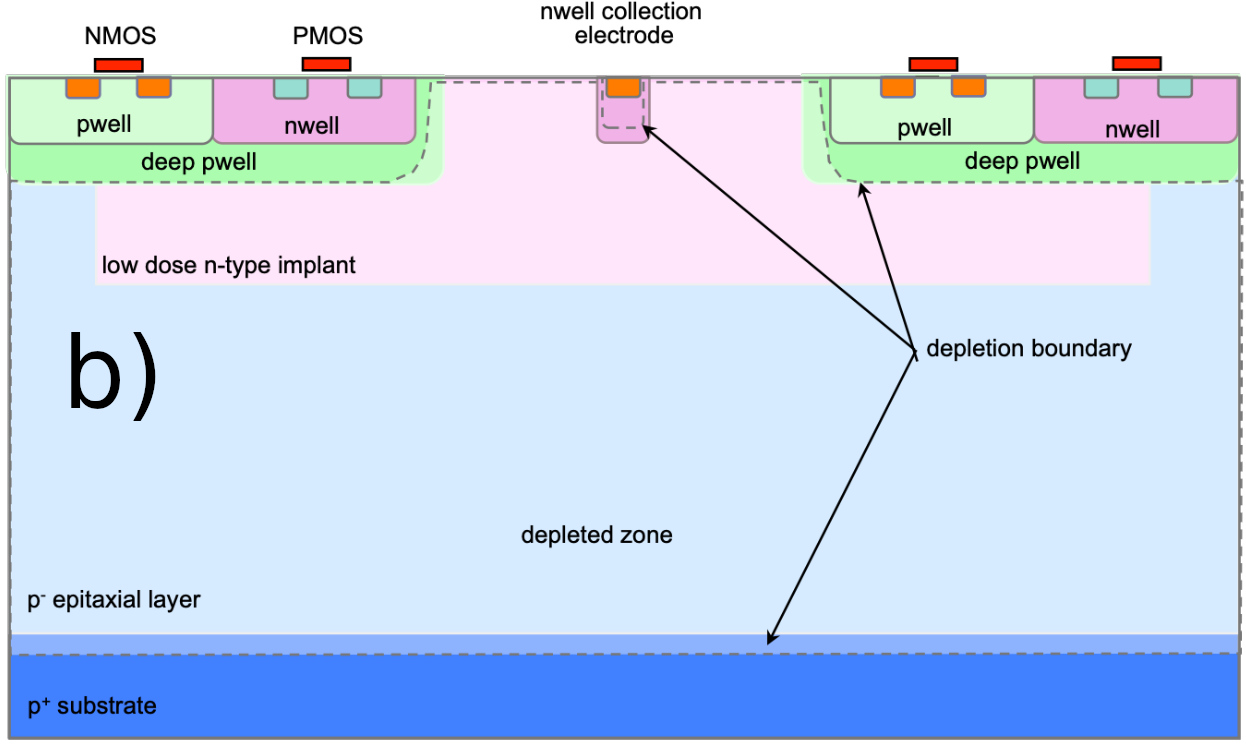 nwell collection
electrode
NMOS
PMOS
pwell
nwell
deep pwell
pwell
nwell
deep pwell
low dose n-type implant
b)
depletion boundary
depleted zone
p⁻ epitaxial layer
p⁺ substrate